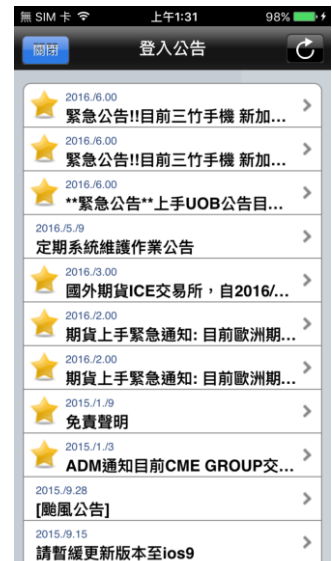 無 SIM 卡 上午1:31 98%
關閉 登入公告
2016./6.00
緊急公告!!目前三竹手機 新加...
2016./6.00
緊急公告!!目前三竹手機 新加...
2016./6.00
**緊急公告**上手UOB公告目...
2016./5./9
定期系統維護作業公告
2016./3.00
國外期貨ICE交易所，自2016/...
2016./2.00
期貨上手緊急通知: 目前歐洲期...
2016./2.00
期貨上手緊急通知: 目前歐洲期...
2015./1./9
免責聲明
2015./1./3
ADM通知目前CME GROUP交...
2015./9.28
[颱風公告]
2015./9.15
請暫緩更新版本至ios9